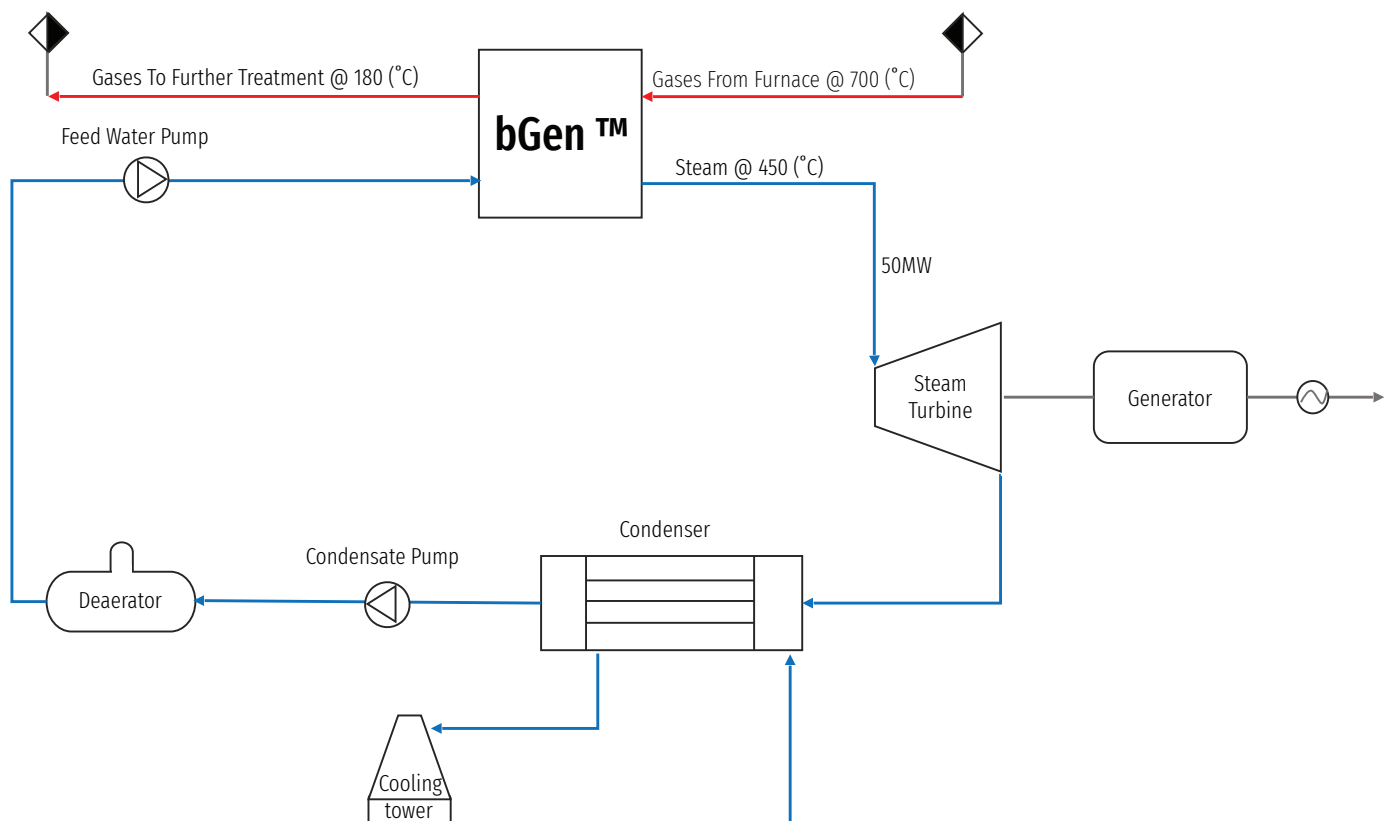 Gases To Further Treatment @ 180 (˚C)
Gases From Furnace @ 700 (˚C)
bGen ™
Feed Water Pump
Steam @ 450 (˚C)
50MW
Steam
Turbine
Generator
Condenser
Condensate Pump
Deaerator
Cooling
tower